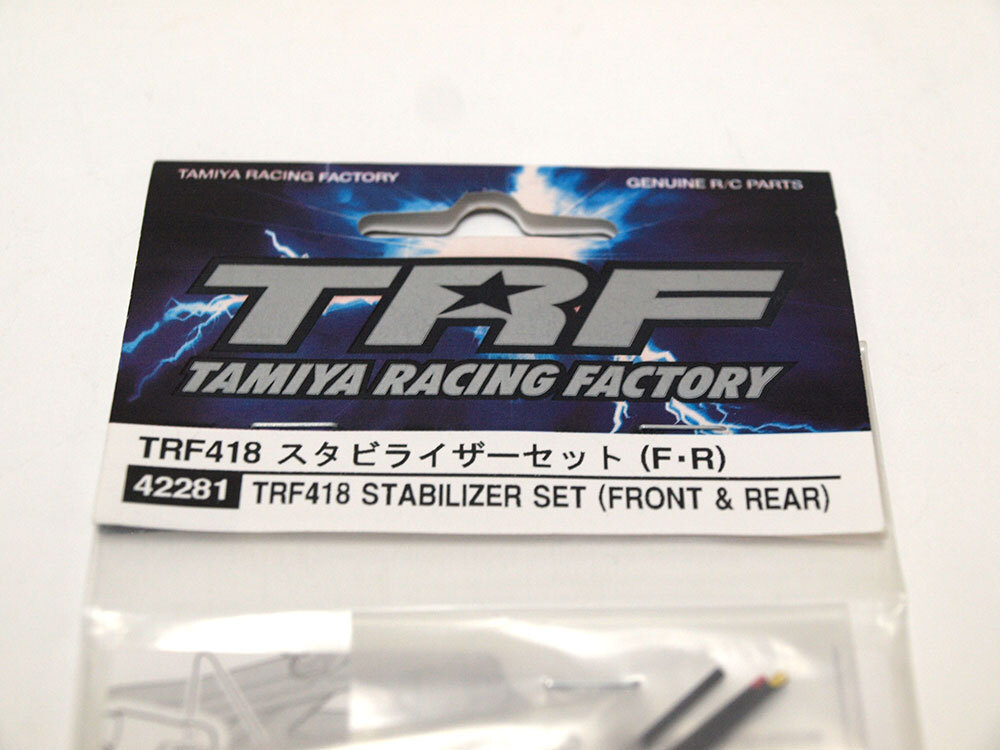 TAMIYA RACING FACTORY
GENUINE R/C PARTS
TRF
TAMIYA RACING FACTORY
TRF418 スタビライザーセット (F・R)
42281 TRF418 STABILIZER SET (FRONT & REAR)